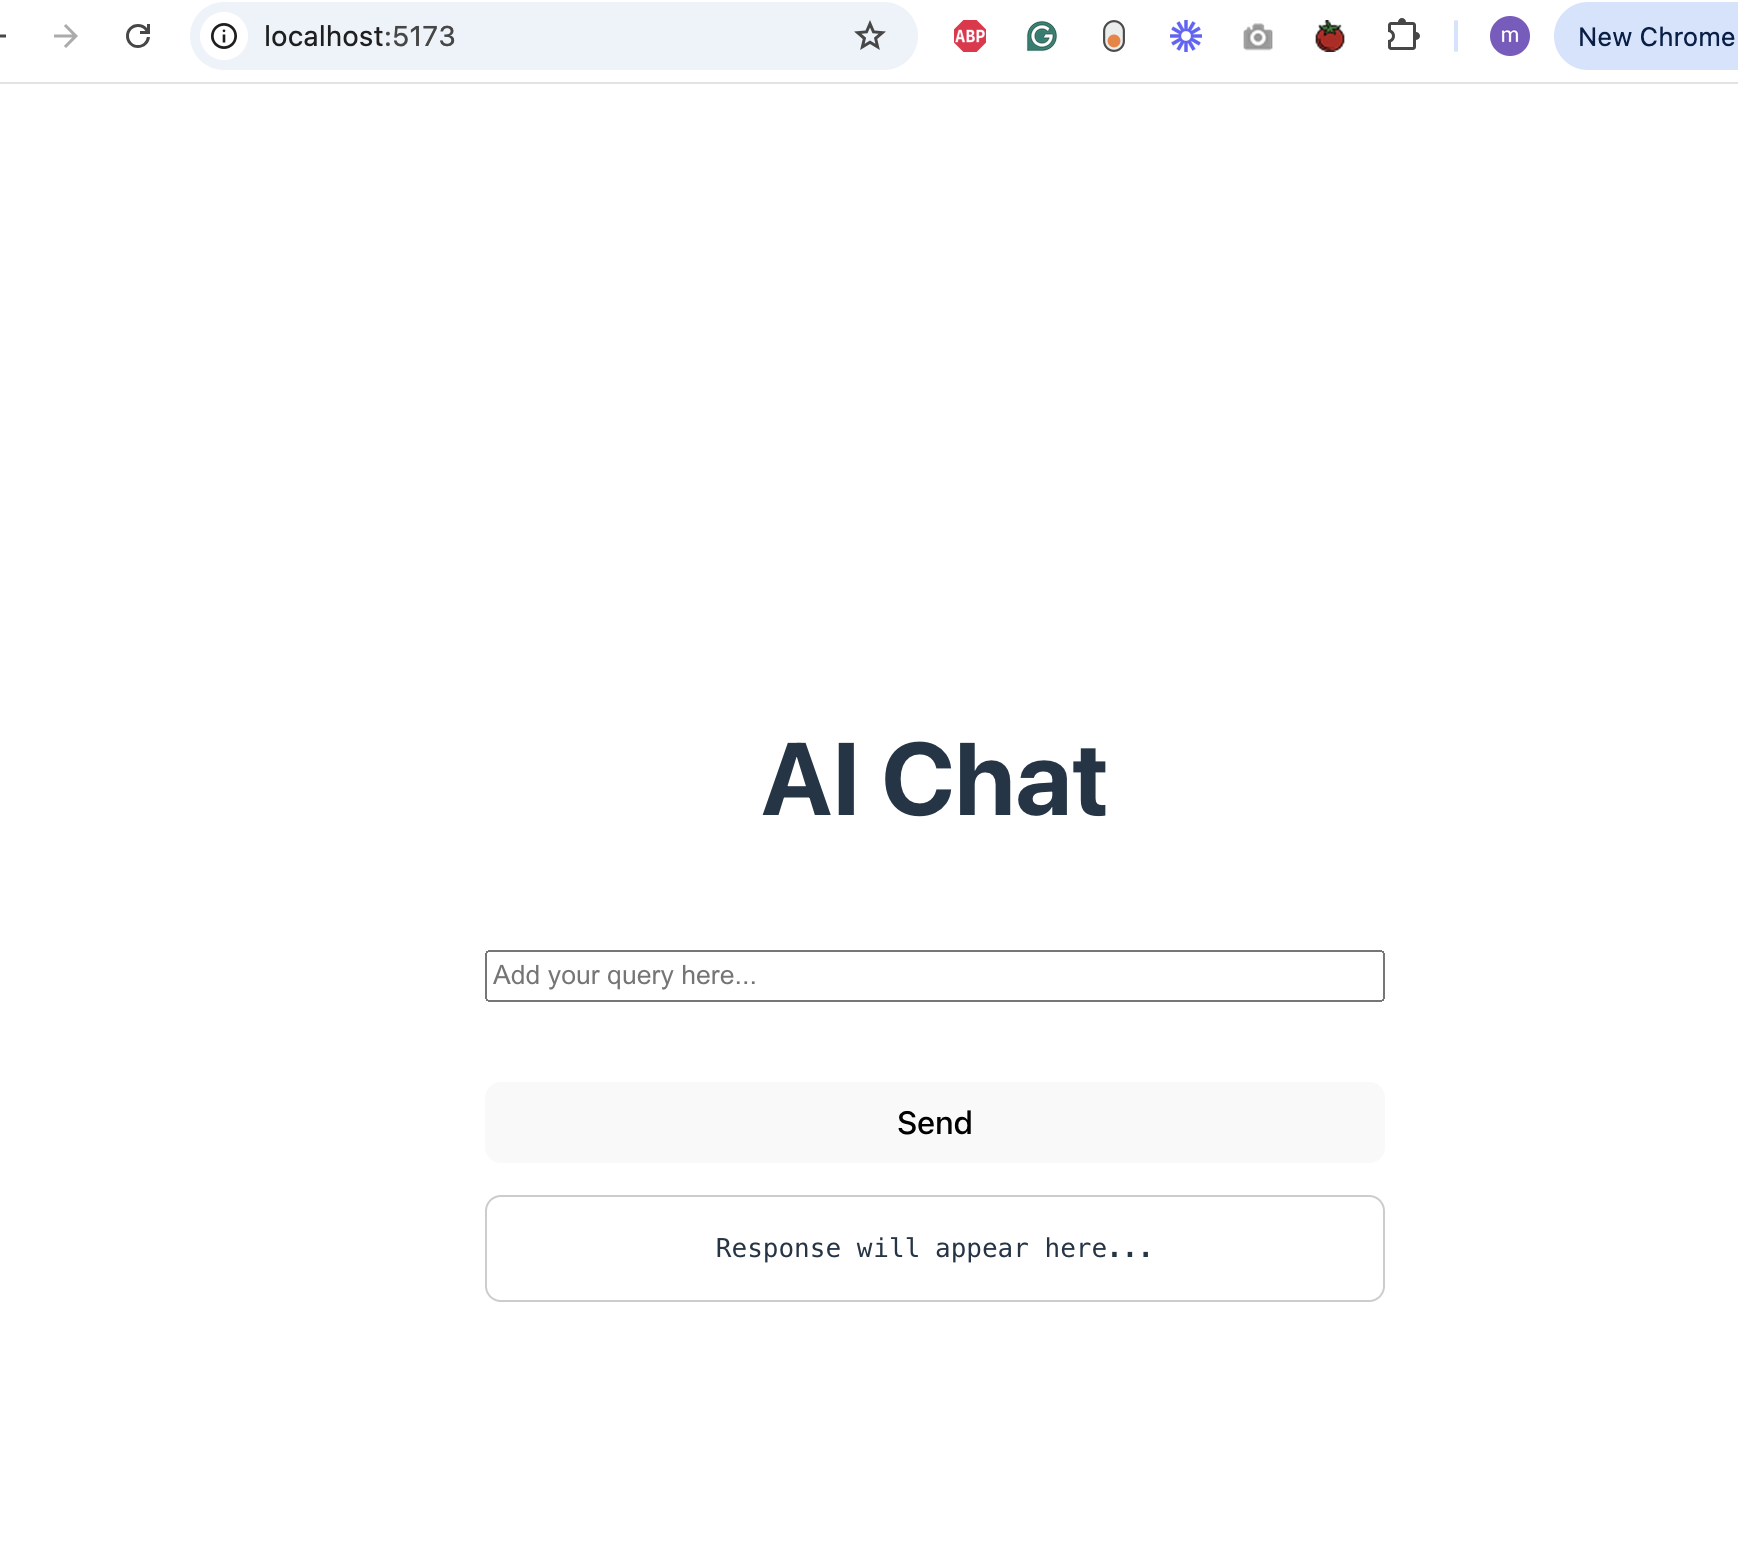 localhost:5173
ABP
G
m
New Chrome
AI Chat
Add your query here...
Send
Response will appear here...